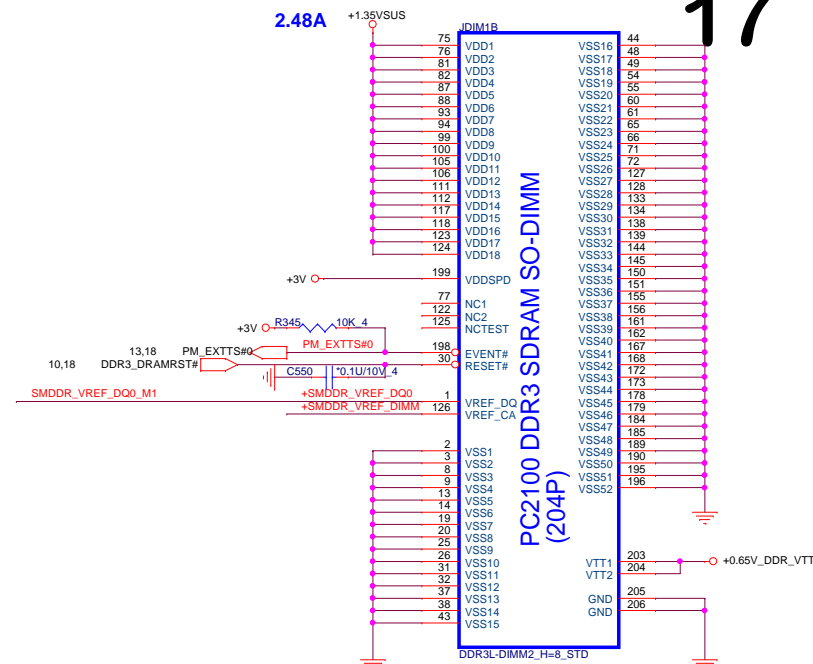 17
2.48A
+1.35VSUS
JDIM1B
75 VDD1 VSS16 44
76 VDD2 VSS17 48
81 VDD3 VSS18 49
82 VDD4 VSS19 54
87 VDD5 VSS20 55
88 VDD6 VSS21 60
93 VDD7 VSS22 61
94 VDD8 VSS23 65
99 VDD9 VSS24 66
100 VDD10 VSS25 71
105 VDD11 VSS26 72
106 VDD12 VSS27 127
111 VDD13 VSS28 128
112 VDD14 VSS29 133
117 VDD15 VSS30 134
118 VDD16 VSS31 138
123 VDD17 VSS32 139
124 VDD18 VSS33 144
VSS34 145
+3V 199 VDDSPD VSS35 150
VSS36 151
77 NC1 VSS37 155
122 NC2 VSS38 156
125 NCTEST VSS39 161
+3V R345 10K_4 VSS40 162
13,18 PM_EXTTS#0 PM_EXTTS#0 198 EVENT# VSS41 167
10,18 DDR3_DRAMRST# 30 RESET# VSS42 168
C550 *0.1U/10V_4 VSS43 172
VSS44 173
SMDDR_VREF_DQ0_M1 +SMDDR_VREF_DQ0 1 VREF_DQ VSS45 178
+SMDDR_VREF_DIMM 126 VREF_CA VSS46 179
VSS47 184
VSS48 185
2 VSS1 VSS49 189
3 VSS2 VSS50 190
8 VSS3 VSS51 195
9 VSS4 VSS52 196
13 VSS5
14 VSS6
19 VSS7
20 VSS8
25 VSS9
26 VSS10 VTT1 203 +0.65V_DDR_VTT
31 VSS11 VTT2 204
32 VSS12
37 VSS13 GND 205
38 VSS14 GND 206
43 VSS15
PC2100 DDR3 SDRAM SO-DIMM
(204P)
DDR3L-DIMM2_H=8_STD